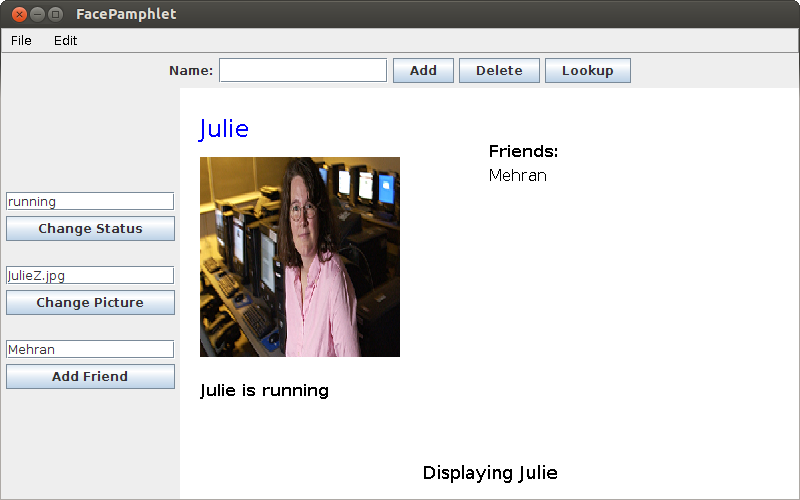 FacePamphlet
File Edit
Name: Add Delete Lookup
running
Change Status
JulieZ.jpg
Change Picture
Mehran
Add Friend
Julie
Friends:
Mehran
Julie is running
Displaying Julie